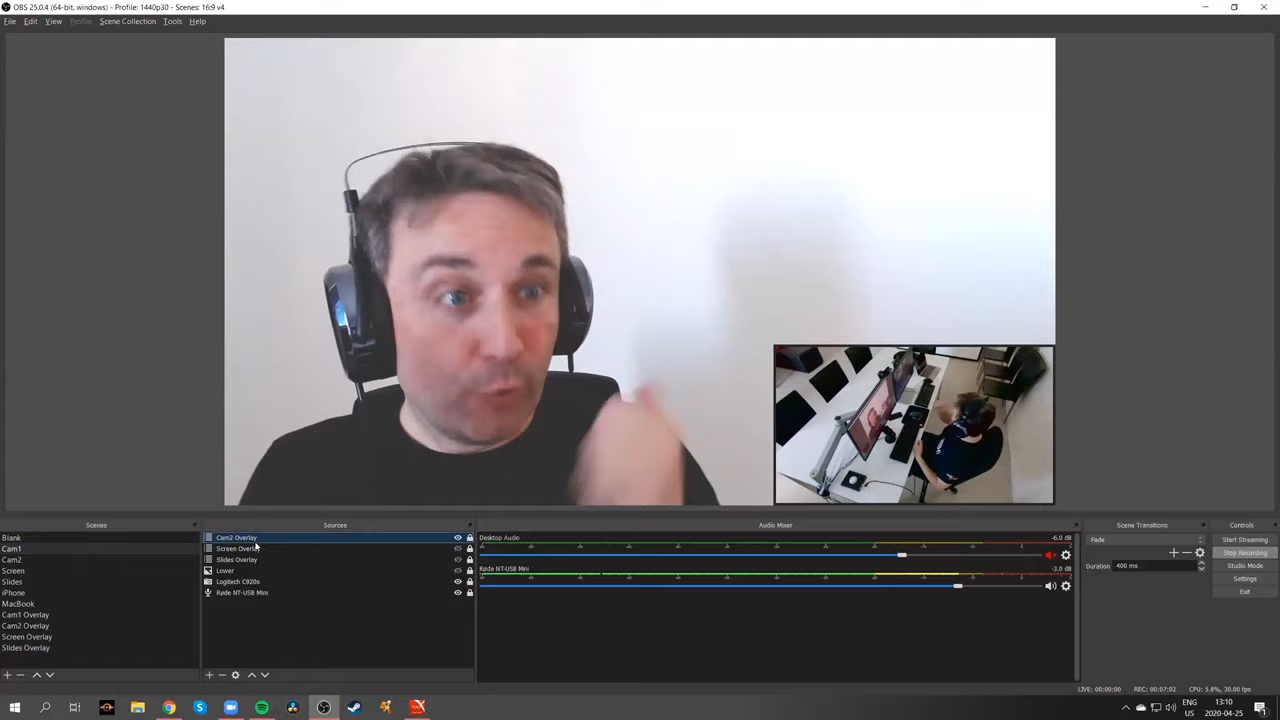 OBS 25.0.4 (64-bit, windows) - Profile: 1440p30 - Scenes: 16:9 v4
File Edit View Profile Scene Collection Tools Help
Scenes
Blank
Cam1
Cam2
Screen
Slides
iPhone
MacBook
Cam1 Overlay
Cam2 Overlay
Screen Overlay
Slides Overlay
Sources
Cam2 Overlay
Screen Overlay
Slides Overlay
Lower
Logitech C920s
Røde NT-USB Mini
Audio Mixer
Desktop Audio -6.0 dB
Røde NT-USB Mini -3.0 dB
Scene Transitions
Fade
Duration 400 ms
Controls
Start Streaming
Stop Recording
Studio Mode
Settings
Exit
LIVE: 00:00:00 REC: 00:07:02 CPU: 5.8%, 30.00 fps
ENG
US
13:10
2020-04-25